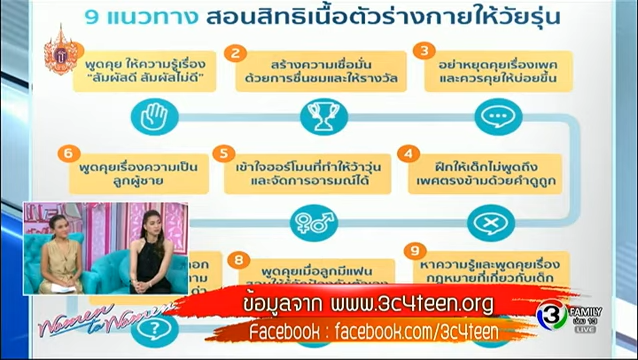 9 แนวทาง สอนสิทธิเนื้อตัวร่างกายให้วัยรุ่น
พูดคุย ให้ความรู้เรื่อง
"สัมผัสดี สัมผัสไม่ดี"
2
สร้างความเชื่อมั่น
ด้วยการชื่นชมและให้รางวัล
3
อย่าหยุดคุยเรื่องเพศ
และควรคุยให้บ่อยขึ้น
6
พูดคุยเรื่องความเป็น
ลูกผู้ชาย
5
เข้าใจฮอร์โมนที่ทำให้ว้าวุ่น
และจัดการอารมณ์ได้
4
ฝึกให้เด็กไม่พูดถึง
เพศตรงข้ามด้วยคำดูถูก
8
พูดคุยเมื่อลูกมีแฟน
9
หาความรู้และพูดคุยเรื่อง
กฎหมายที่เกี่ยวกับเด็ก
ข้อมูลจาก www.3c4teen.org
Facebook : facebook.com/3c4teen
Women to Women
3 FAMILY
ช่อง 13
LIVE